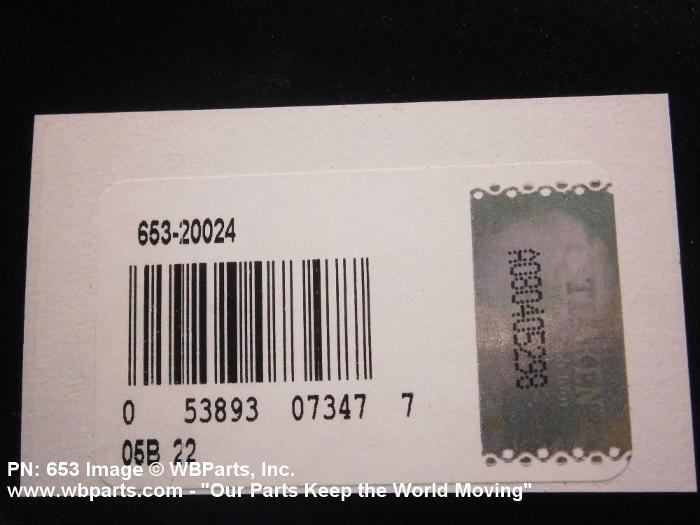 653-20024
0 53893 07347 7
05B 22
TIMKEN
PN: 653 Image © WBParts, Inc.
www.wbparts.com - "Our Parts Keep the World Moving"